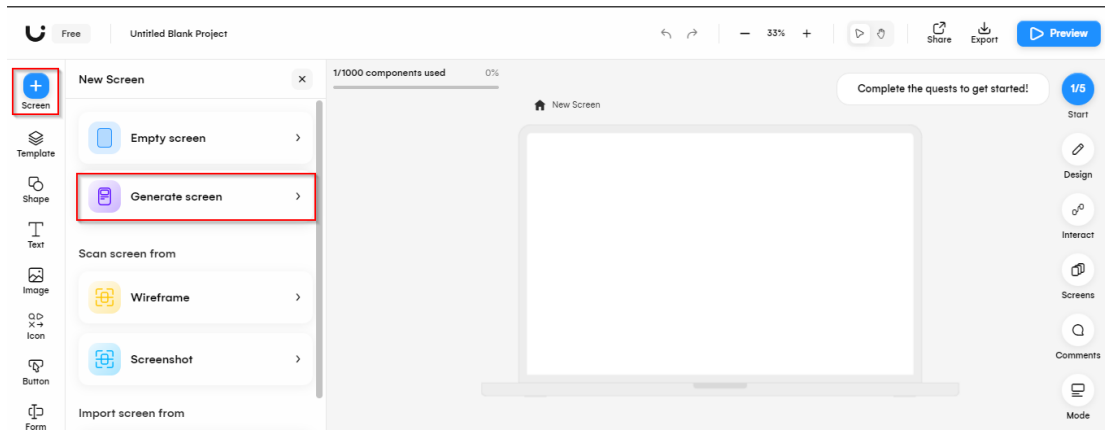 Free
Untitled Blank Project
33%
Share
Export
Preview
Screen
Template
Shape
Text
Image
Icon
Button
Form
New Screen
Empty screen
Generate screen
Scan screen from
Wireframe
Screenshot
Import screen from
1/1000 components used 0%
New Screen
Complete the quests to get started!
1/5
Start
Design
Interact
Screens
Comments
Mode